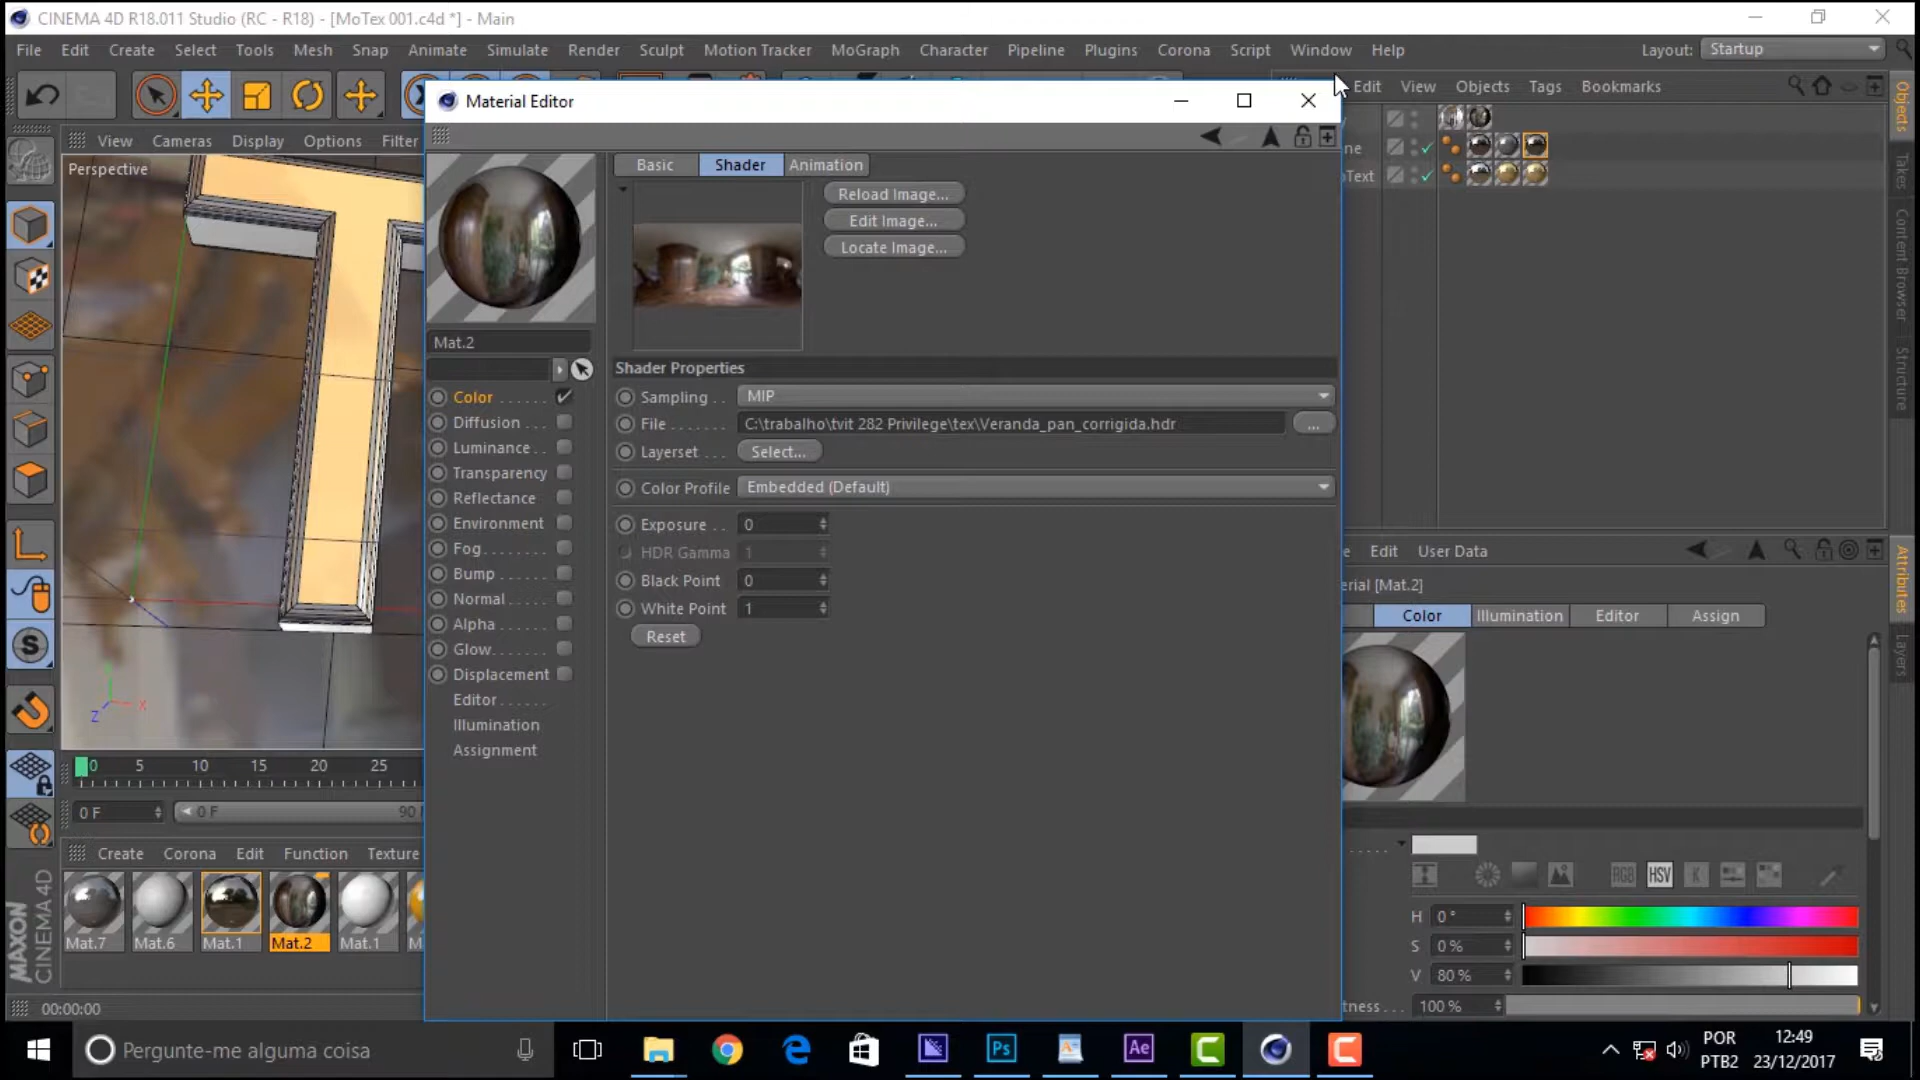 CINEMA 4D R18.011 Studio (RC - R18) - [MoTex 001.c4d *] - Main
File Edit Create Select Tools Mesh Snap Animate Simulate Render Sculpt Motion Tracker MoGraph Character Pipeline Plugins Corona Script Window Help Layout: Startup
Edit View Objects Tags Bookmarks
Material Editor
View Cameras Display Options Filter
Perspective
Basic Shader Animation
Reload Image...
Edit Image...
Locate Image...
Mat.2
Shader Properties
Sampling . . MIP
File . . . . . . . C:\trabalho\tvit 282 Privilege\tex\Veranda_pan_corrigida.hdr ...
Layerset . . . Select...
Color Profile Embedded (Default)
Exposure . . 0
HDR Gamma 1
Black Point 0
White Point 1
Reset
Color . . . . . .
Diffusion . . .
Luminance . .
Transparency
Reflectance
Environment
Fog . . . . . . . .
Bump . . . . . .
Normal . . . .
Alpha . . . . . .
Glow . . . . . . .
Displacement
Editor . . . . .
Illumination
Assignment
ne
Text
Objects
Takes
Content Browser
Structure
e Edit User Data
erial [Mat.2]
Color Illumination Editor Assign
Attributes
Layers
RGB HSV K
H 0 °
S 0 %
V 80 %
tness . . . 100 %
X
Y
Z
0 5 10 15 20 25
0 F 0 F 90
Create Corona Edit Function Texture
Mat.7 Mat.6 Mat.1 Mat.2 Mat.1 M
MAXON
CINEMA 4D
00:00:00
Pergunte-me alguma coisa
Ps
Ae
POR
PTB2
12:49
23/12/2017